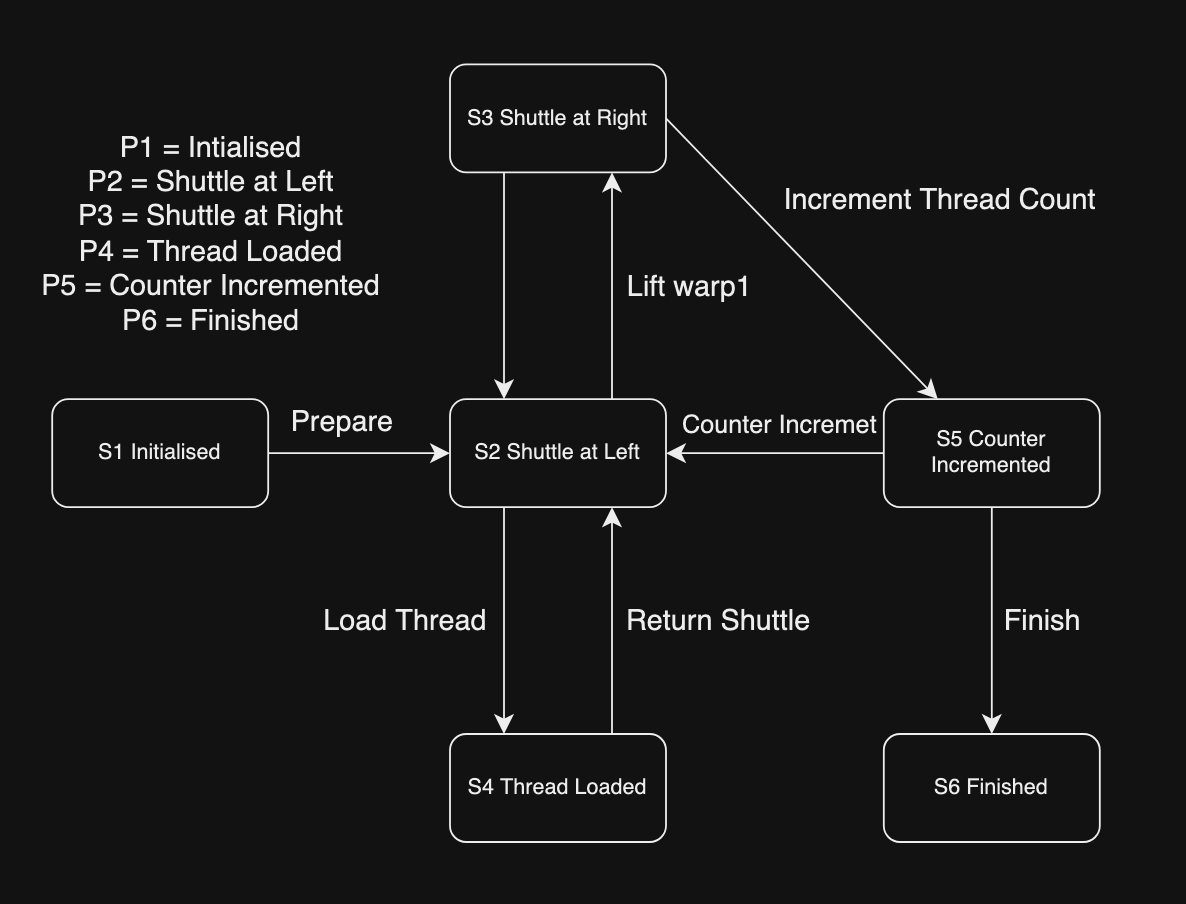 S3 Shuttle at Right
P1 = Intialised
P2 = Shuttle at Left
P3 = Shuttle at Right
P4 = Thread Loaded
P5 = Counter Incremented
P6 = Finished
Increment Thread Count
Lift warp1
S1 Initialised
Prepare
S2 Shuttle at Left
Counter Incremet
S5 Counter
Incremented
Load Thread
Return Shuttle
Finish
S4 Thread Loaded
S6 Finished